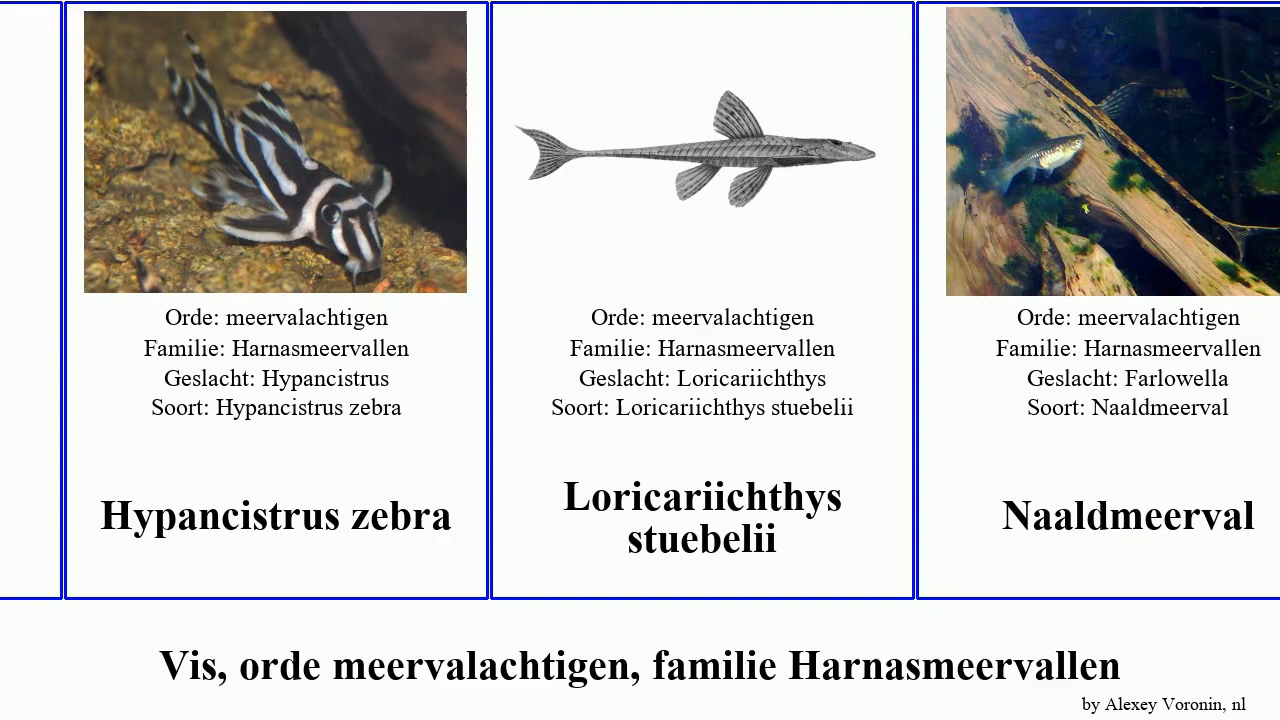 Orde: meervalachtigen
Familie: Harnasmeervallen
Geslacht: Hypancistrus
Soort: Hypancistrus zebra
Hypancistrus zebra
Orde: meervalachtigen
Familie: Harnasmeervallen
Geslacht: Loricariichthys
Soort: Loricariichthys stuebelii
Loricariichthys
stuebelii
Orde: meervalachtigen
Familie: Harnasmeervallen
Geslacht: Farlowella
Soort: Naaldmeerval
Naaldmeerval
Vis, orde meervalachtigen, familie Harnasmeervallen
by Alexey Voronin, nl